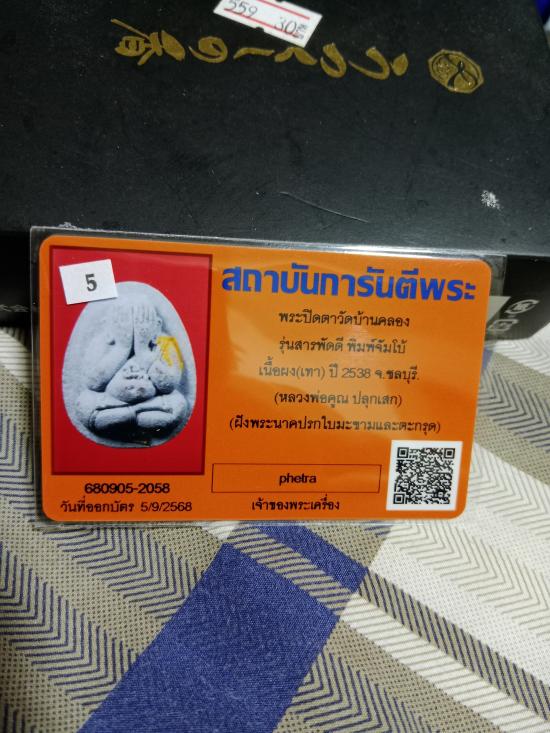 559 30
5
สถาบันการันตีพระ
พระปิดตาวัดบ้านคลอง
รุ่นสารพัดดี พิมพ์จัมโบ้
เนื้อผง(เทา) ปี 2538 จ.ชลบุรี.
(หลวงพ่อคูณ ปลุกเสก)
(ฝังพระนาคปรกใบมะขามและตะกรุด)
phetra
เจ้าของพระเครื่อง
680905-2058
วันที่ออกบัตร 5/9/2568